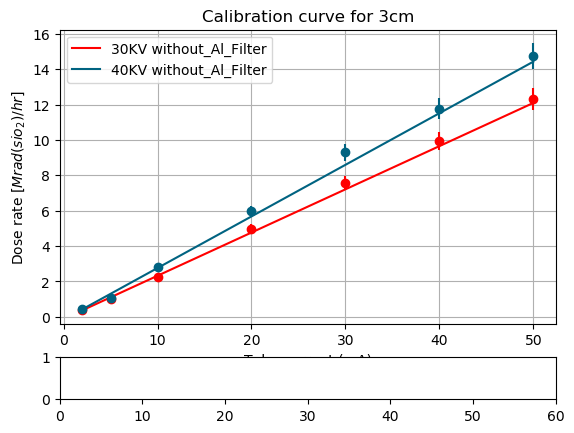 Calibration curve for 3cm
16
14
12
10
8
6
4
2
0
Dose rate [Mrad(sio₂)/hr]
30KV without_Al_Filter
40KV without_Al_Filter
0 10 20 30 40 50
1
0
0 10 20 30 40 50 60